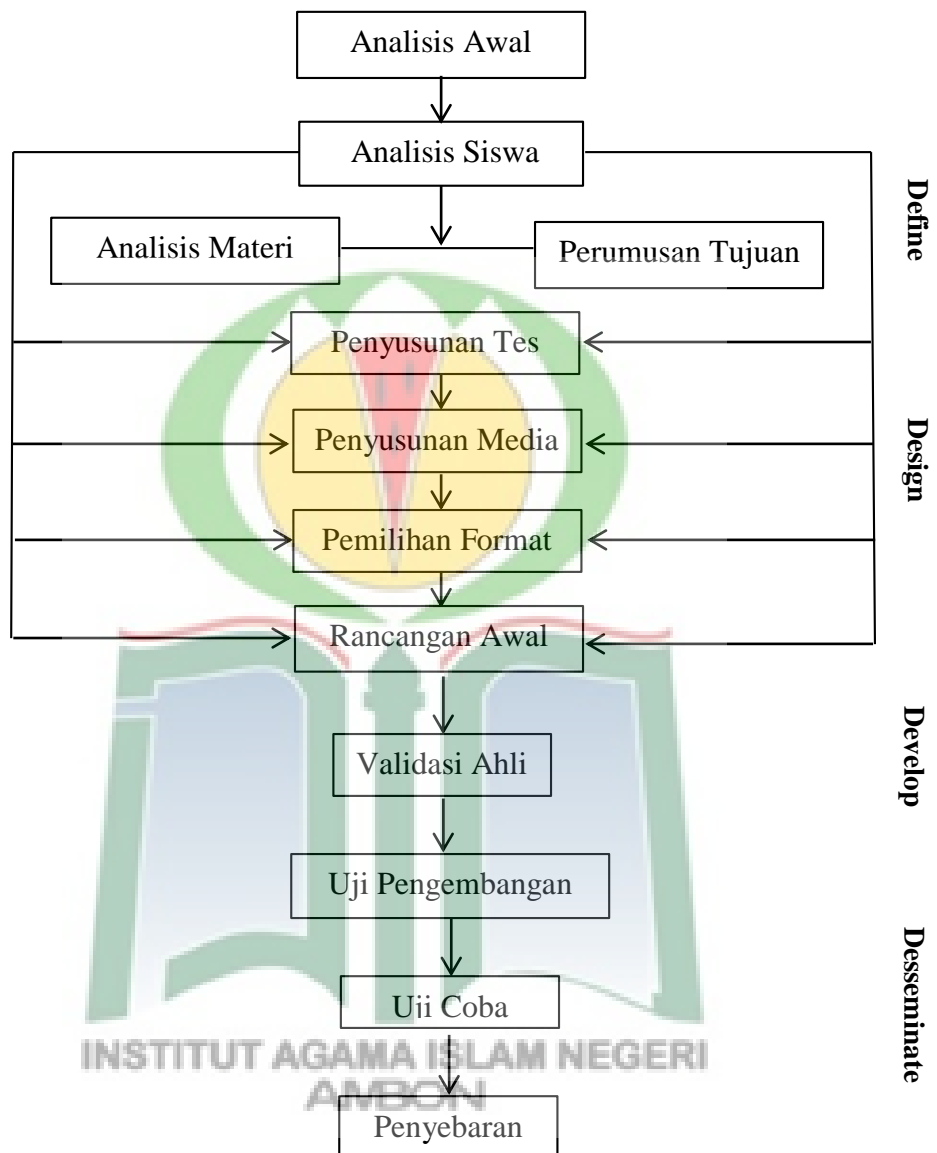 Analisis Awal
Analisis Siswa
Define
Analisis Materi
Perumusan Tujuan
Penyusunan Tes
Penyusunan Media
Design
Pemilihan Format
Rancangan Awal
Validasi Ahli
Develop
Uji Pengembangan
Uji Coba
Desseminate
INSTITUT AGAMA ISLAM NEGERI
AMBON
Penyebaran